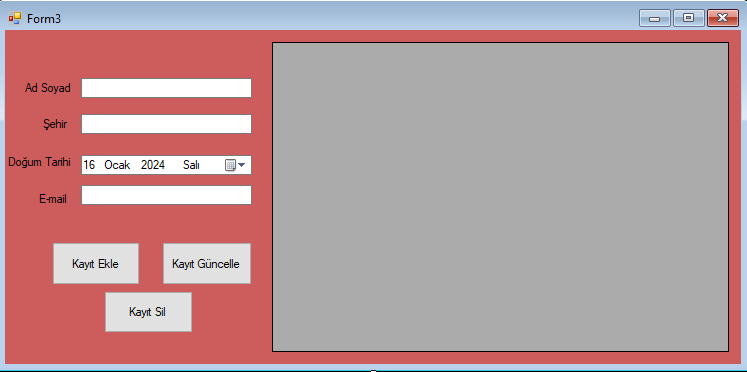 Form3
Ad Soyad
Şehir
Doğum Tarihi 16 Ocak 2024 Salı
E-mail
Kayıt Ekle Kayıt Güncelle
Kayıt Sil